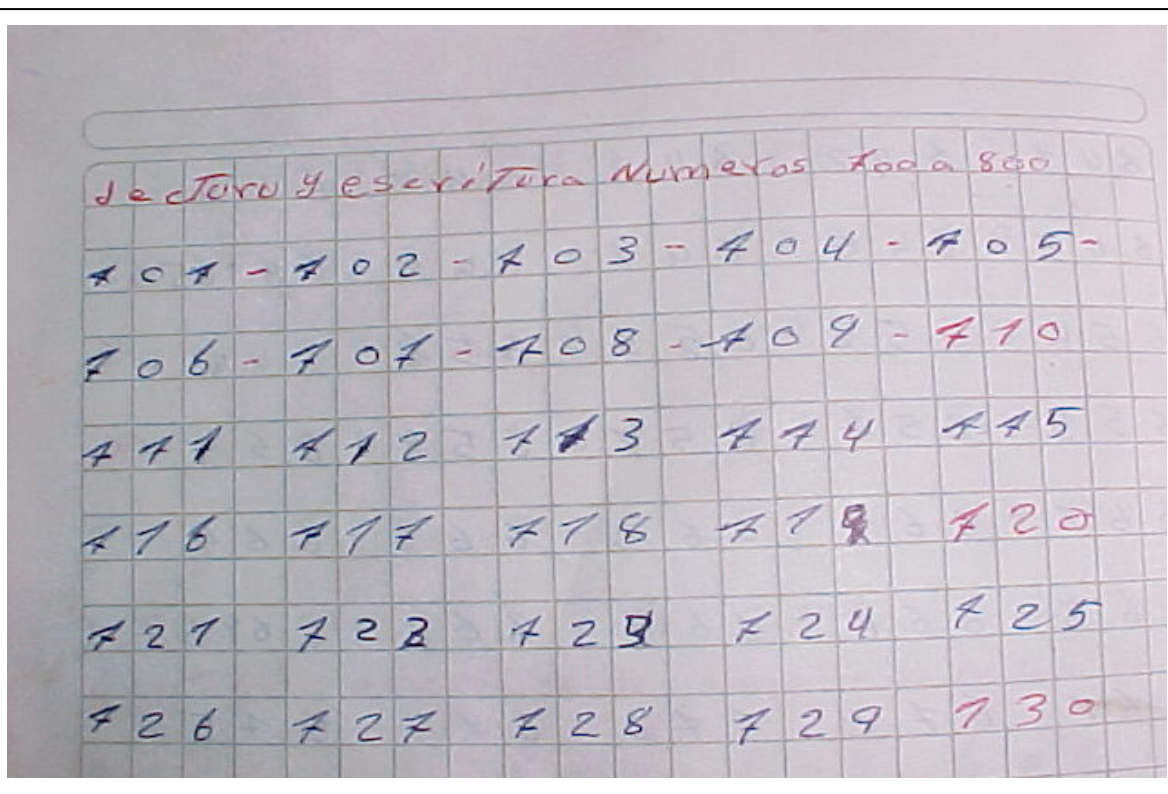 lectura y escritura Numeros 700 a 800
701 - 702 - 703 - 704 - 705 -
706 - 707 - 708 - 709 - 710
711 712 713 714 715
716 717 718 719 720
721 722 723 724 725
726 727 728 729 730